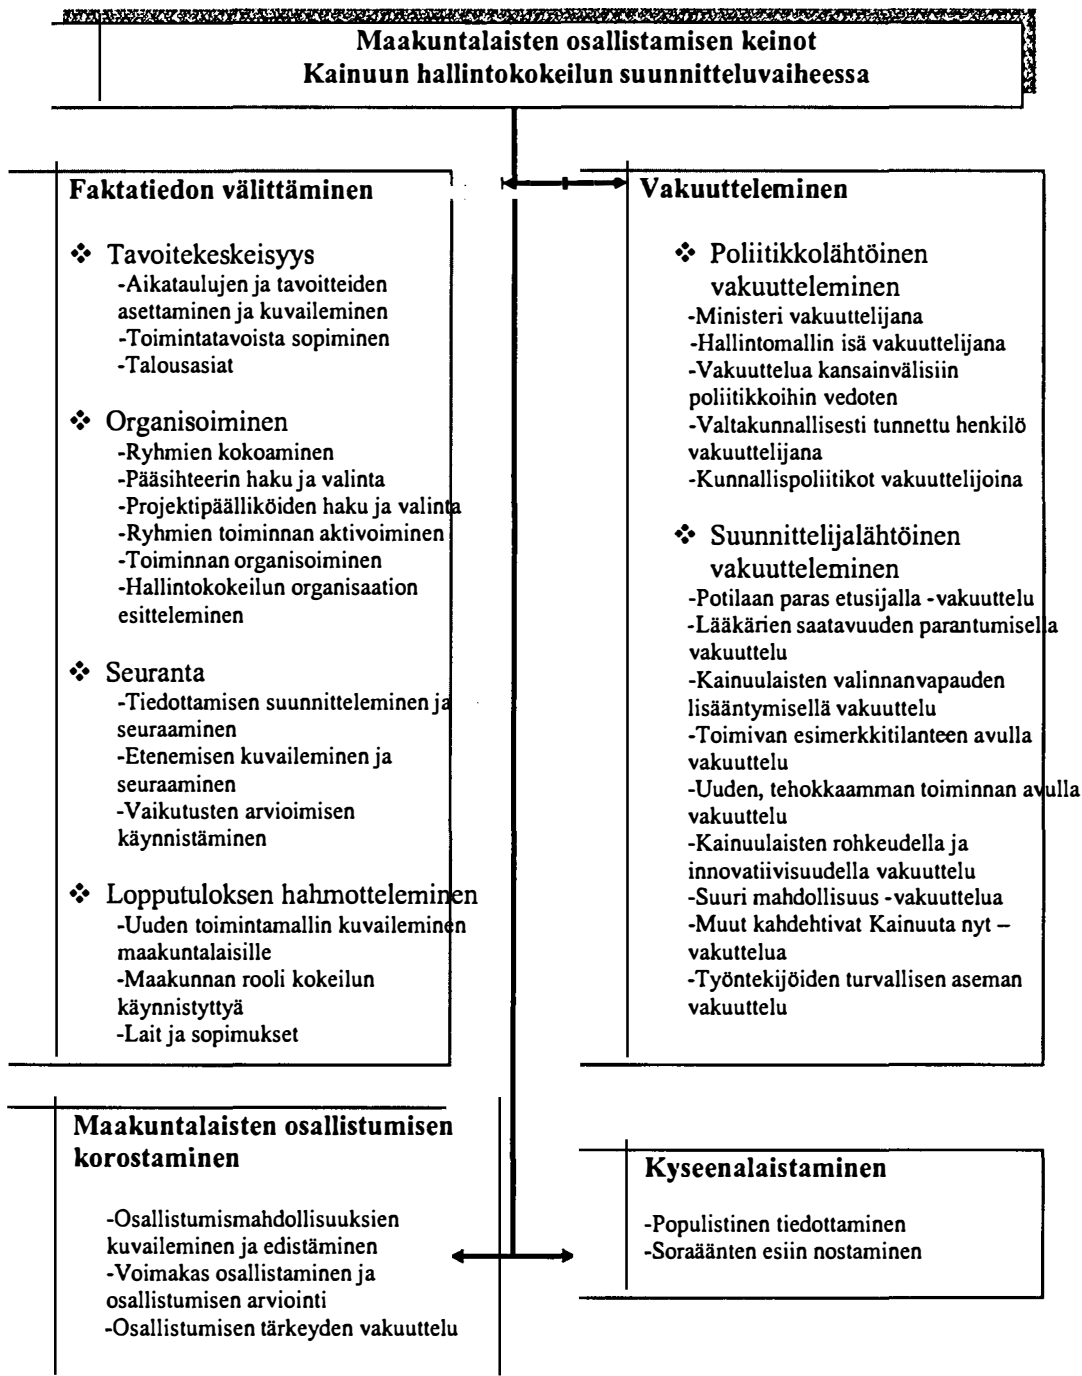 Maakuntalaisten osallistamisen keinot
Kainuun hallintokokeilun suunnitteluvaiheessa
Faktatiedon välittäminen
❖ Tavoitekeskeisyys
-Aikataulujen ja tavoitteiden
asettaminen ja kuvaileminen
-Toimintatavoista sopiminen
-Talousasiat
❖ Organisoiminen
-Ryhmien kokoaminen
-Pääsihteerin haku ja valinta
-Projektipäälliköiden haku ja valinta
-Ryhmien toiminnan aktivoiminen
-Toiminnan organisoiminen
-Hallintokokeilun organisaation
esitteleminen
❖ Seuranta
-Tiedottamisen suunnitteleminen ja
seuraaminen
-Etenemisen kuvaileminen ja
seuraaminen
-Vaikutusten arvioimisen
käynnistäminen
❖ Lopputuloksen hahmotteleminen
-Uuden toimintamallin kuvaileminen
maakuntalaisille
-Maakunnan rooli kokeilun
käynnistyttyä
-Lait ja sopimukset
Vakuutteleminen
❖ Poliitikkolähtöinen
vakuutteleminen
-Ministeri vakuuttelijana
-Hallintomallin isä vakuuttelijana
-Vakuuttelua kansainvälisiin
poliitikkoihin vedoten
-Valtakunnallisesti tunnettu henkilö
vakuuttelijana
-Kunnallispoliitikot vakuuttelijoina
❖ Suunnittelijalähtöinen
vakuutteleminen
-Potilaan paras etusijalla -vakuuttelu
-Lääkärien saatavuuden parantumisella
vakuuttelu
-Kainuulaisten valinnanvapauden
lisääntymisellä vakuuttelu
-Toimivan esimerkkitilanteen avulla
vakuuttelu
-Uuden, tehokkaamman toiminnan avulla
vakuuttelu
-Kainuulaisten rohkeudella ja
innovatiivisuudella vakuuttelu
-Suuri mahdollisuus -vakuuttelua
-Muut kahdehtivat Kainuuta nyt –
vakuttelua
-Työntekijöiden turvallisen aseman
vakuuttelu
Maakuntalaisten osallistumisen
korostaminen
-Osallistumismahdollisuuksien
kuvaileminen ja edistäminen
-Voimakas osallistaminen ja
osallistumisen arviointi
-Osallistumisen tärkeyden vakuuttelu
Kyseenalaistaminen
-Populistinen tiedottaminen
-Soraäänten esiin nostaminen